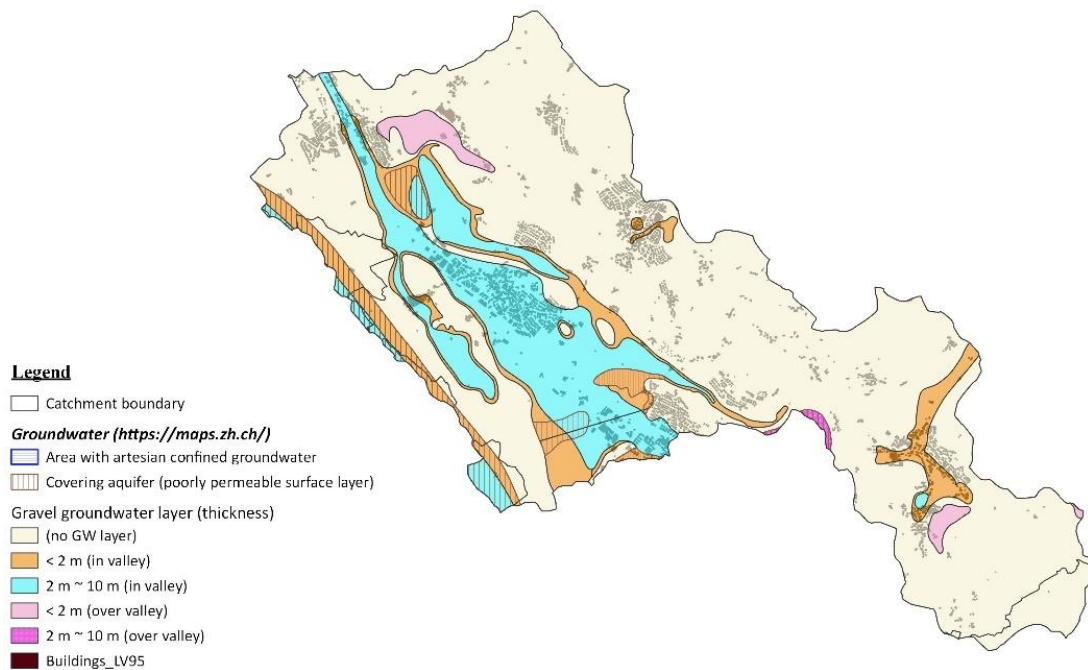 Legend
Catchment boundary
Groundwater (https://maps.zh.ch/)
Area with artesian confined groundwater
Covering aquifer (poorly permeable surface layer)
Gravel groundwater layer (thickness)
(no GW layer)
< 2 m (in valley)
2 m ~ 10 m (in valley)
< 2 m (over valley)
2 m ~ 10 m (over valley)
Buildings_LV95